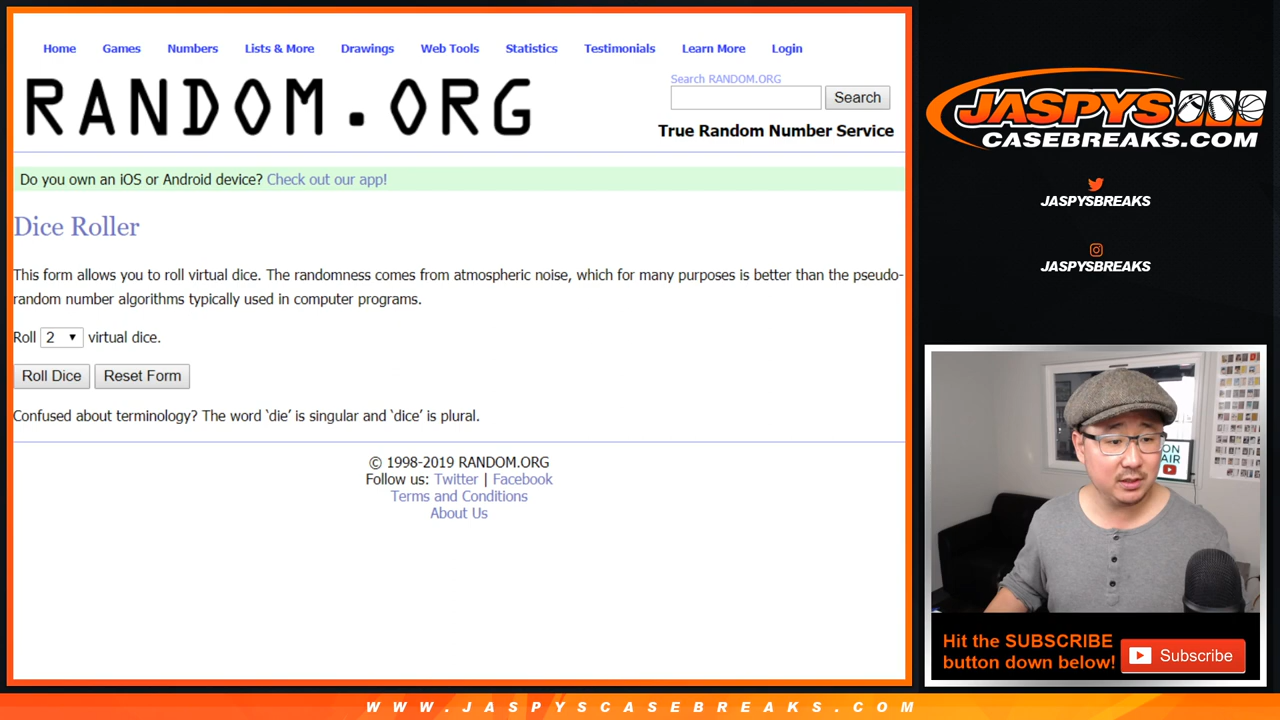 Home Games Numbers Lists & More Drawings Web Tools Statistics Testimonials Learn More Login
RANDOM.ORG
Search RANDOM.ORG
Search
True Random Number Service
Do you own an iOS or Android device? Check out our app!
Dice Roller
This form allows you to roll virtual dice. The randomness comes from atmospheric noise, which for many purposes is better than the pseudo-
random number algorithms typically used in computer programs.
Roll 2 virtual dice.
Roll Dice Reset Form
Confused about terminology? The word ‘die’ is singular and ‘dice’ is plural.
© 1998-2019 RANDOM.ORG
Follow us: Twitter | Facebook
Terms and Conditions
About Us
JASPYS
CASEBREAKS.COM
JASPYSBREAKS
JASPYSBREAKS
ON
AIR
Hit the SUBSCRIBE
button down below!
Subscribe
WWW.JASPYSCASEBREAKS.COM